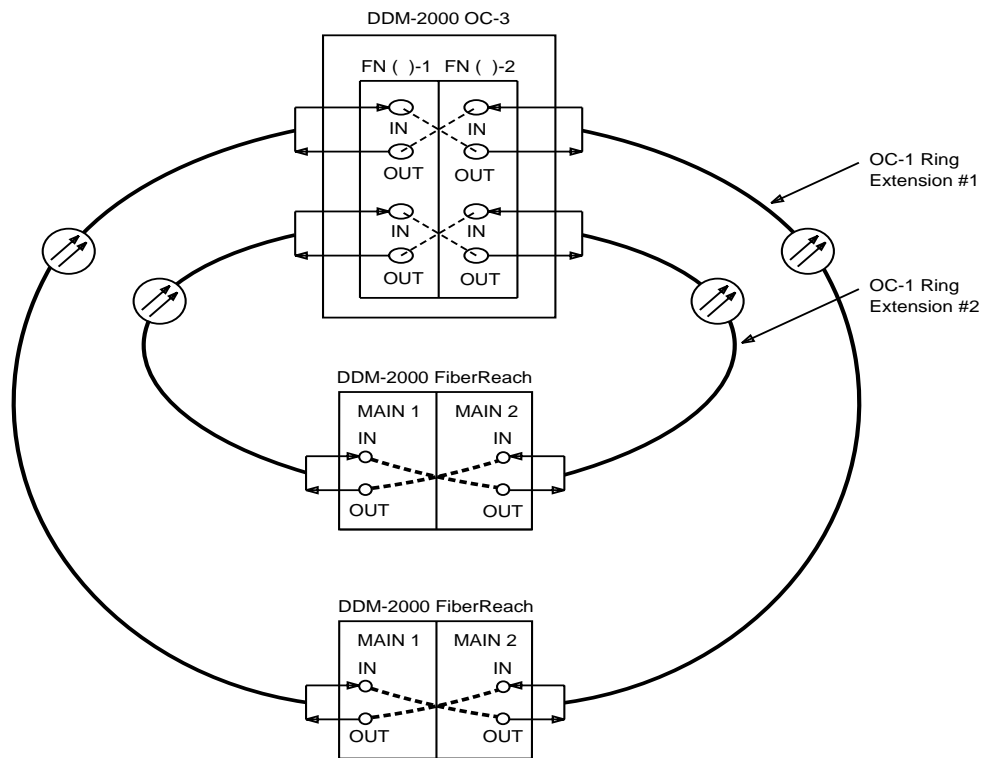 DDM-2000 OC-3
FN ( )-1 FN ( )-2
IN IN
OUT OUT
IN IN
OUT OUT
OC-1 Ring
Extension #1
OC-1 Ring
Extension #2
DDM-2000 FiberReach
MAIN 1 MAIN 2
IN IN
OUT OUT
DDM-2000 FiberReach
MAIN 1 MAIN 2
IN IN
OUT OUT